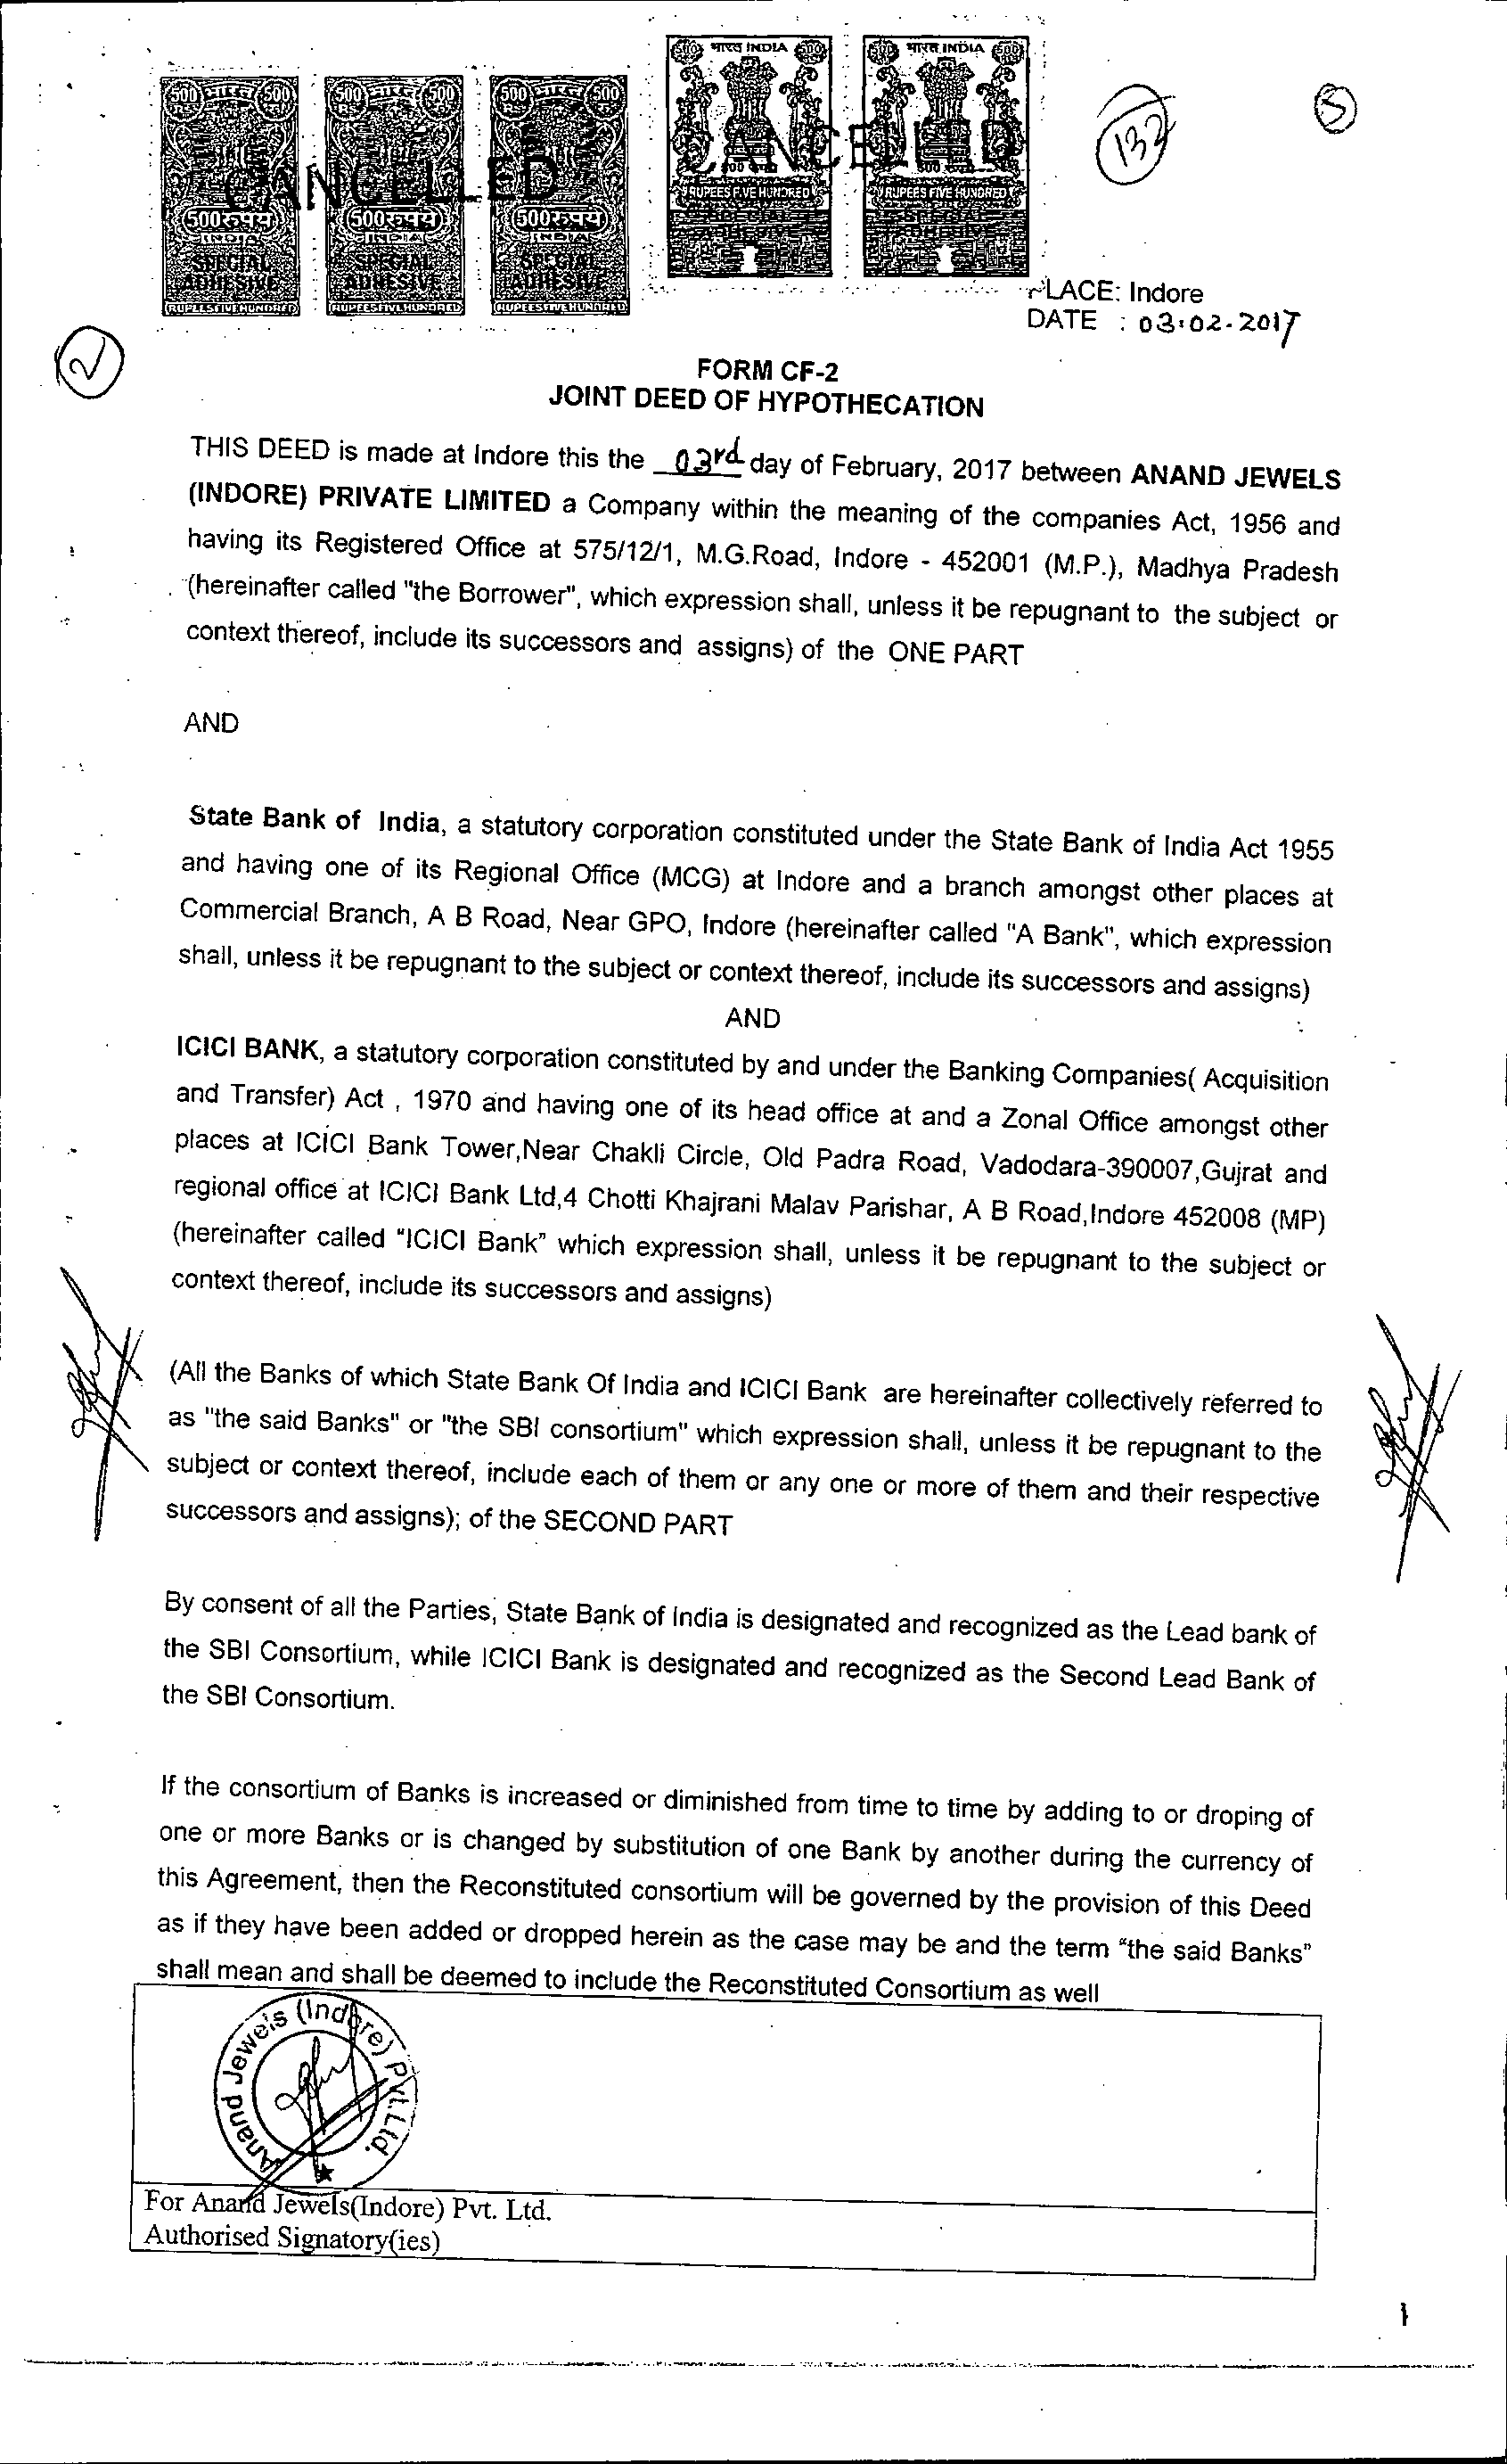 500 भारत 500
500 भारत 500
500 भारत 500
500 भारत INDIA 500
500 भारत INDIA 500
CANCELLED
CANCELLED
500 रुपये
500 रुपये
500 रुपये
INDIA
INDIA
INDIA
SPECIAL
ADHESIVE
SPECIAL
ADHESIVE
SPECIAL
ADHESIVE
RUPEES FIVE HUNDRED
RUPEES FIVE HUNDRED
RUPEES FIVE HUNDRED
RUPEES FIVE HUNDRED
RUPEES FIVE HUNDRED
SPECIAL
ADHESIVE
SPECIAL
ADHESIVE
132
5
PLACE: Indore
DATE : 03.02.2017
2
FORM CF-2
JOINT DEED OF HYPOTHECATION
THIS DEED is made at Indore this the 03rd day of February, 2017 between ANAND JEWELS
(INDORE) PRIVATE LIMITED a Company within the meaning of the companies Act, 1956 and
having its Registered Office at 575/12/1, M.G.Road, Indore - 452001 (M.P.), Madhya Pradesh
(hereinafter called "the Borrower", which expression shall, unless it be repugnant to the subject or
context thereof, include its successors and assigns) of the ONE PART
AND
State Bank of India, a statutory corporation constituted under the State Bank of India Act 1955
and having one of its Regional Office (MCG) at Indore and a branch amongst other places at
Commercial Branch, A B Road, Near GPO, Indore (hereinafter called "A Bank", which expression
shall, unless it be repugnant to the subject or context thereof, include its successors and assigns)
AND
ICICI BANK, a statutory corporation constituted by and under the Banking Companies( Acquisition
and Transfer) Act , 1970 and having one of its head office at and a Zonal Office amongst other
places at ICICI Bank Tower,Near Chakli Circle, Old Padra Road, Vadodara-390007,Gujrat and
regional office at ICICI Bank Ltd,4 Chotti Khajrani Malav Parishar, A B Road,Indore 452008 (MP)
(hereinafter called "ICICI Bank" which expression shall, unless it be repugnant to the subject or
context thereof, include its successors and assigns)
(All the Banks of which State Bank Of India and ICICI Bank are hereinafter collectively referred to
as "the said Banks" or "the SBI consortium" which expression shall, unless it be repugnant to the
subject or context thereof, include each of them or any one or more of them and their respective
successors and assigns); of the SECOND PART
By consent of all the Parties, State Bank of India is designated and recognized as the Lead bank of
the SBI Consortium, while ICICI Bank is designated and recognized as the Second Lead Bank of
the SBI Consortium.
If the consortium of Banks is increased or diminished from time to time by adding to or droping of
one or more Banks or is changed by substitution of one Bank by another during the currency of
this Agreement, then the Reconstituted consortium will be governed by the provision of this Deed
as if they have been added or dropped herein as the case may be and the term "the said Banks"
shall mean and shall be deemed to include the Reconstituted Consortium as well
Anand Jewels (Indore) Pvt. Ltd.
For Anand Jewels(Indore) Pvt. Ltd.
Authorised Signatory(ies)
1